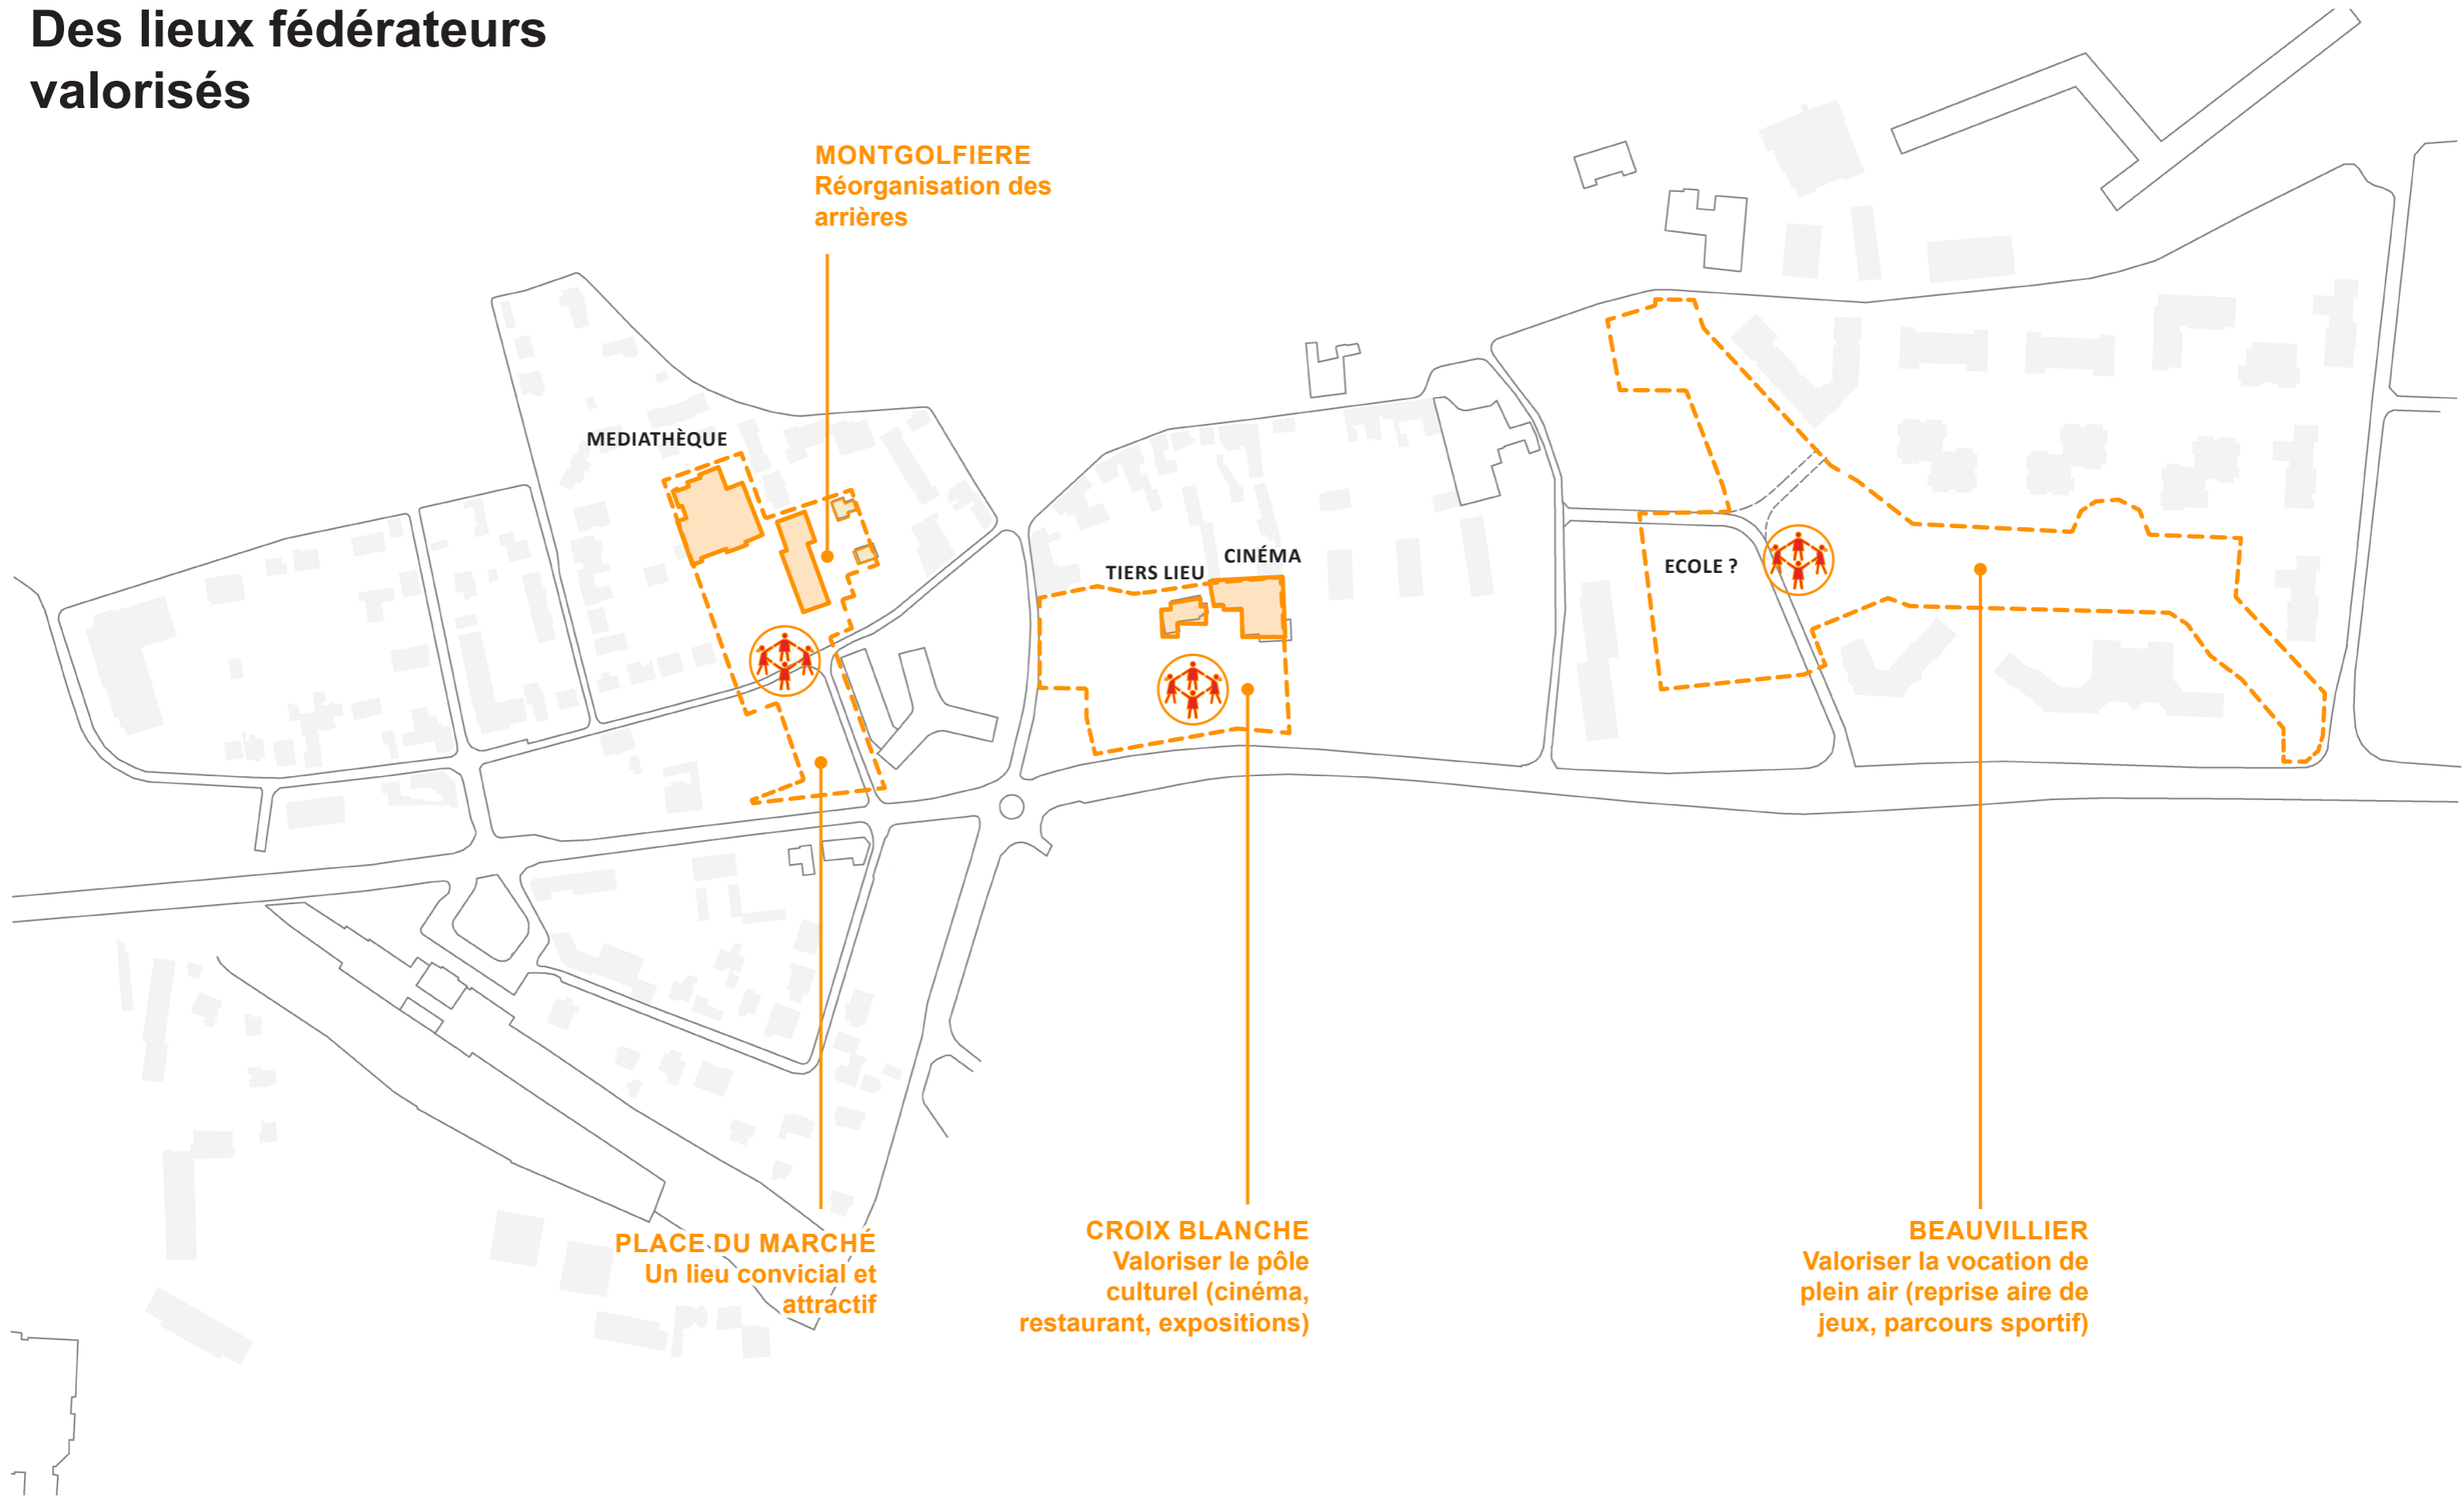 Des lieux fédérateurs
valorisés
MONTGOLFIERE
Réorganisation des
arrières
MEDIATHÈQUE
TIERS LIEU
CINÉMA
ECOLE ?
PLACE DU MARCHÉ
Un lieu convicial et
attractif
CROIX BLANCHE
Valoriser le pôle
culturel (cinéma,
restaurant, expositions)
BEAUVILLIER
Valoriser la vocation de
plein air (reprise aire de
jeux, parcours sportif)